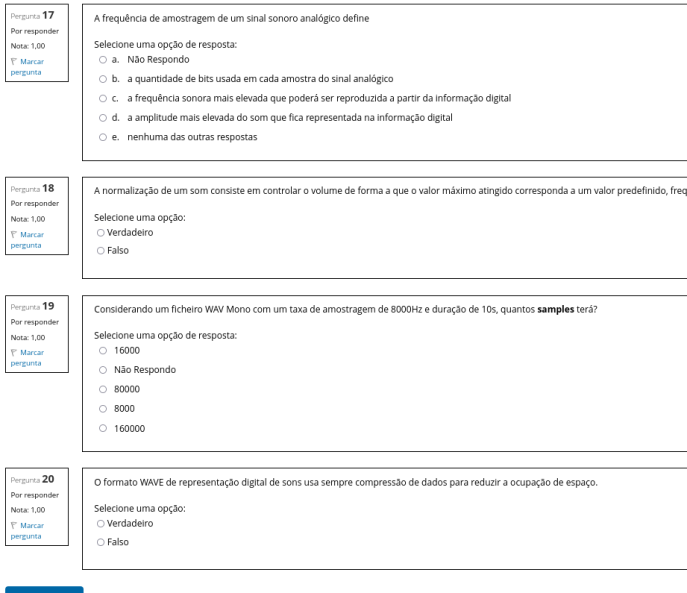 Pergunta 17
Por responder
Nota: 1,00
Marcar
pergunta
A frequência de amostragem de um sinal sonoro analógico define
Selecione uma opção de resposta:
a. Não Respondo
b. a quantidade de bits usada em cada amostra do sinal analógico
c. a frequência sonora mais elevada que poderá ser reproduzida a partir da informação digital
d. a amplitude mais elevada do som que fica representada na informação digital
e. nenhuma das outras respostas
Pergunta 18
Por responder
Nota: 1,00
Marcar
pergunta
A normalização de um som consiste em controlar o volume de forma a que o valor máximo atingido corresponda a um valor predefinido, freq
Selecione uma opção:
Verdadeiro
Falso
Pergunta 19
Por responder
Nota: 1,00
Marcar
pergunta
Considerando um ficheiro WAV Mono com um taxa de amostragem de 8000Hz e duração de 10s, quantos samples terá?
Selecione uma opção de resposta:
16000
Não Respondo
80000
8000
160000
Pergunta 20
Por responder
Nota: 1,00
Marcar
pergunta
O formato WAVE de representação digital de sons usa sempre compressão de dados para reduzir a ocupação de espaço.
Selecione uma opção:
Verdadeiro
Falso